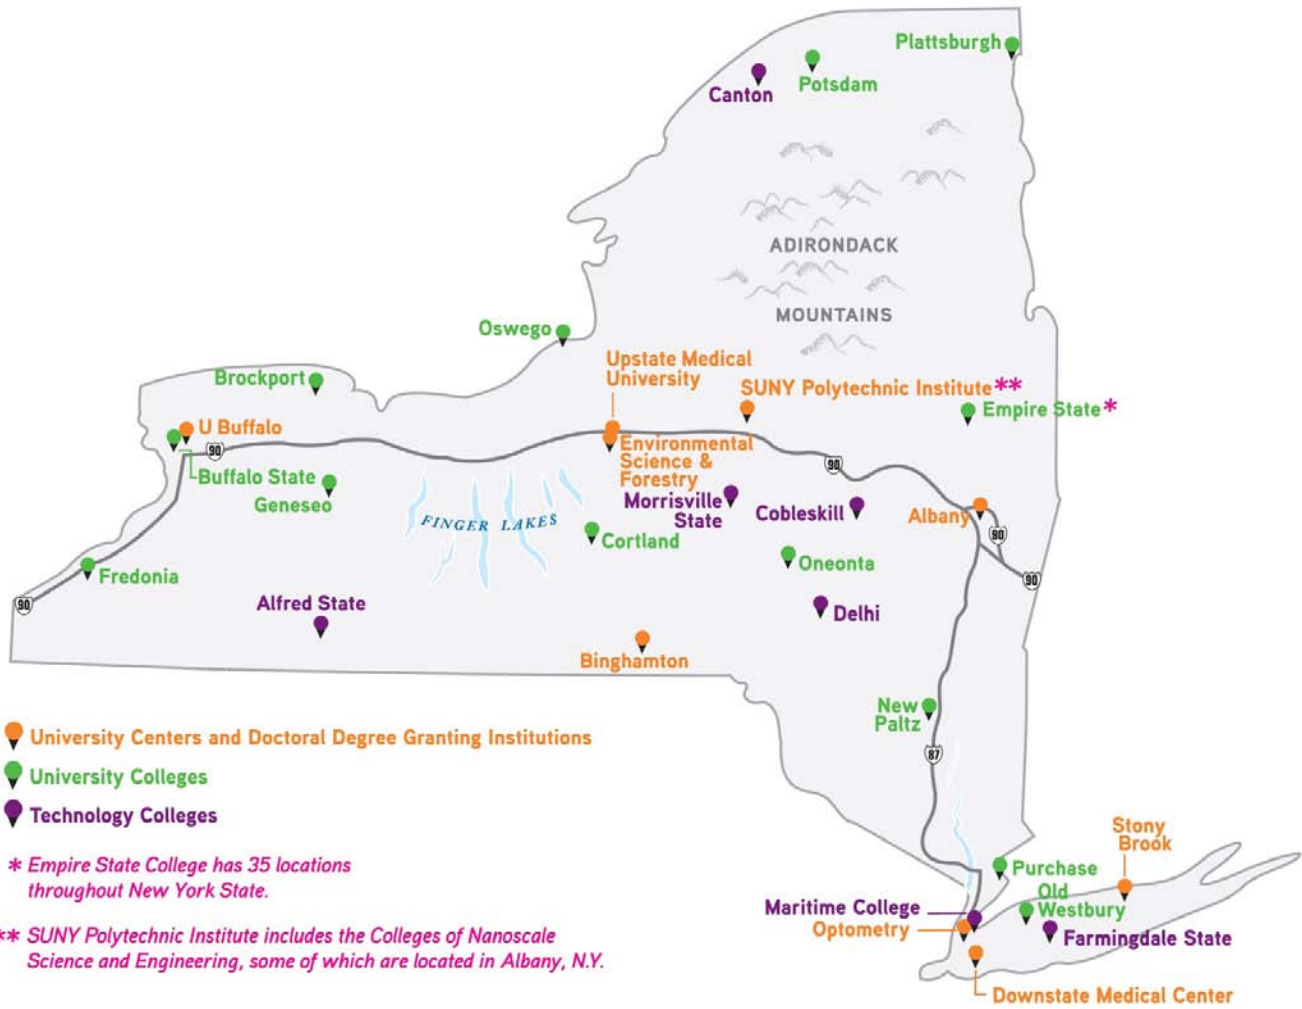 Plattsburgh
Potsdam
Canton
ADIRONDACK
MOUNTAINS
Oswego
Upstate Medical
University
SUNY Polytechnic Institute**
Empire State*
Brockport
U Buffalo
90
Buffalo State
Geneseo
Environmental
Science &
Forestry
90
Morrisville
State
Cobleskill
Albany
90
FINGER LAKES
Cortland
Oneonta
Fredonia
90
90
Alfred State
Delhi
Binghamton
New
Paltz
87
University Centers and Doctoral Degree Granting Institutions
University Colleges
Technology Colleges
* Empire State College has 35 locations
throughout New York State.
** SUNY Polytechnic Institute includes the Colleges of Nanoscale
Science and Engineering, some of which are located in Albany, N.Y.
Stony
Brook
Purchase
Old
Westbury
Maritime College
Optometry
Farmingdale State
Downstate Medical Center